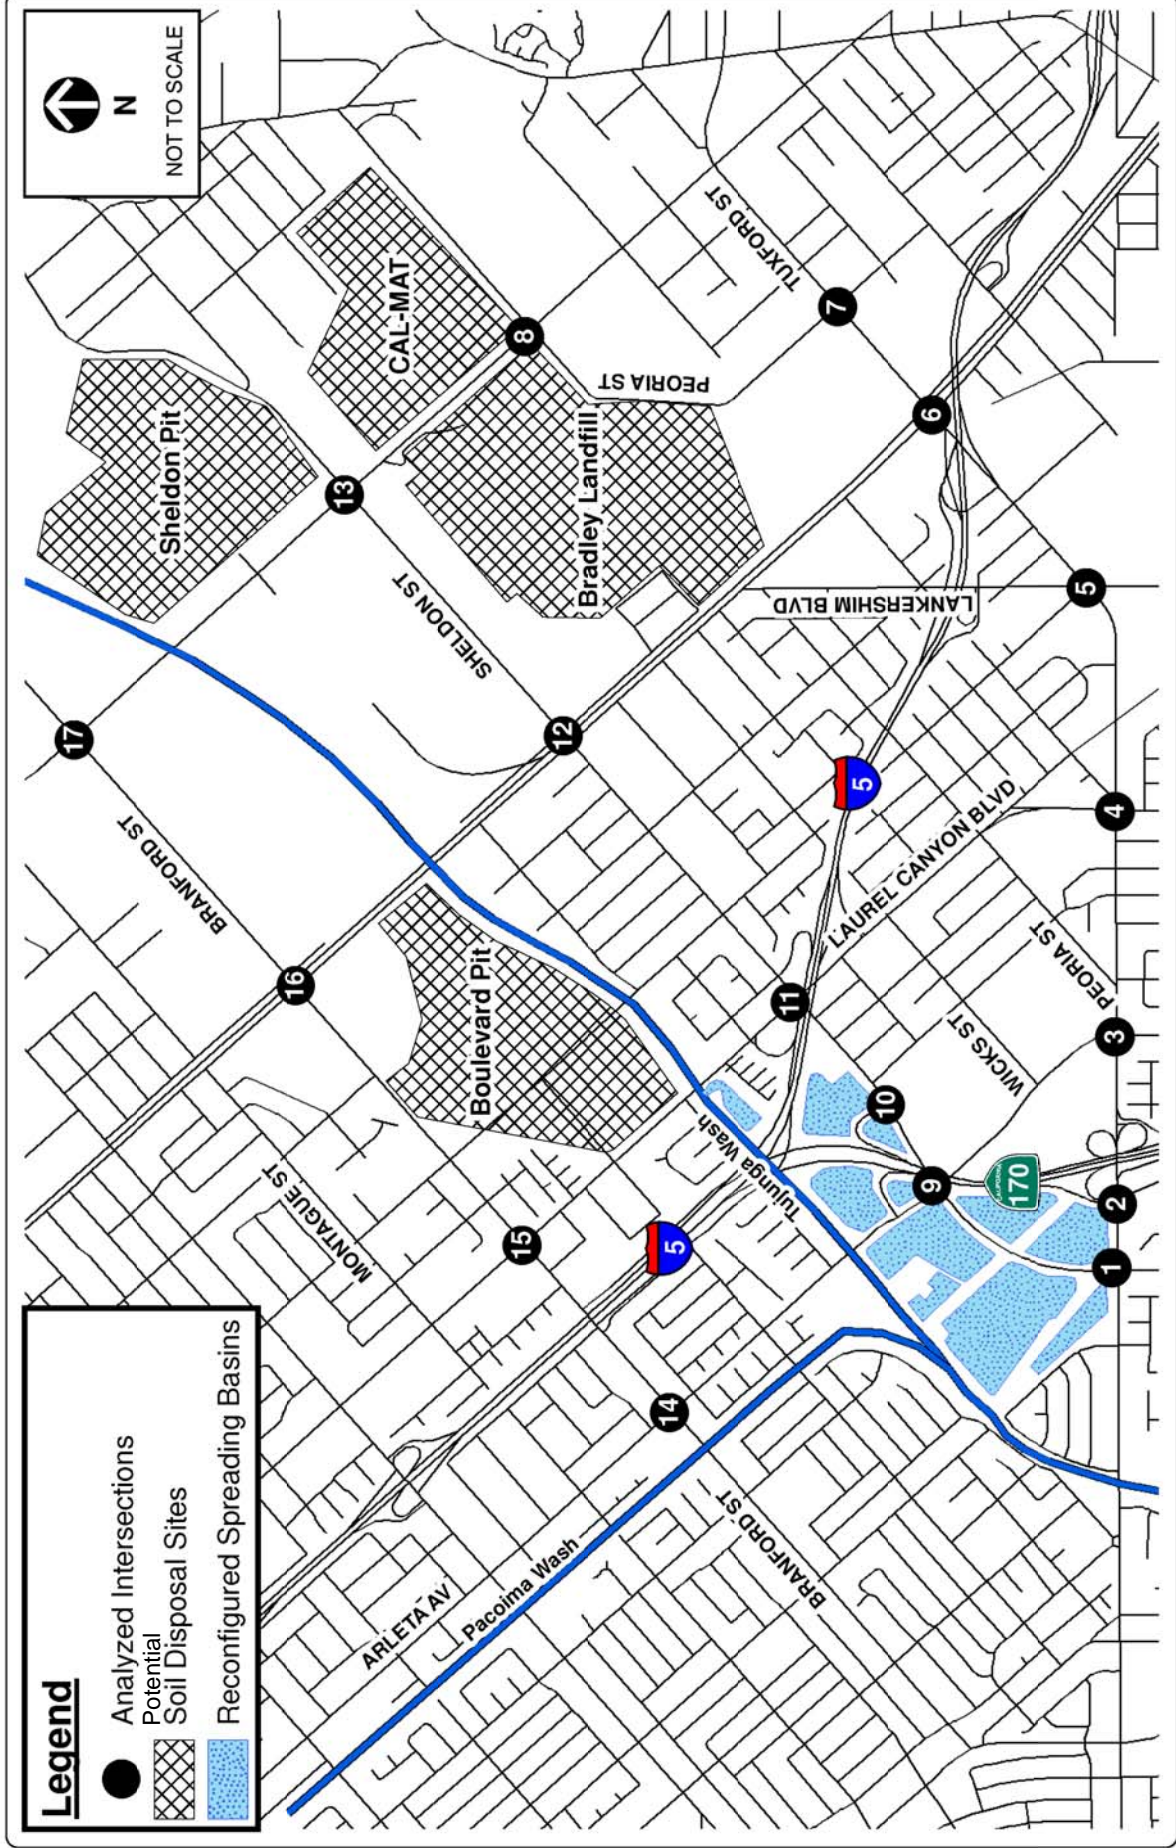 Legend
Analyzed Intersections
Potential
Soil Disposal Sites
Reconfigured Spreading Basins
N
NOT TO SCALE
Sheldon Pit
CAL-MAT
Bradley Landfill
Boulevard Pit
TUXFORD ST
PEORIA ST
SHELDON ST
LANKERSHIM BLVD
BRANFORD ST
LAUREL CANYON BLVD
PEORIA ST
WICKS ST
MONTAGUE ST
Tujunga Wash
ARLETA AV
Pacoima Wash
BRANFORD ST
5
5
CALIFORNIA
170
1
2
3
4
5
6
7
8
9
10
11
12
13
14
15
16
17